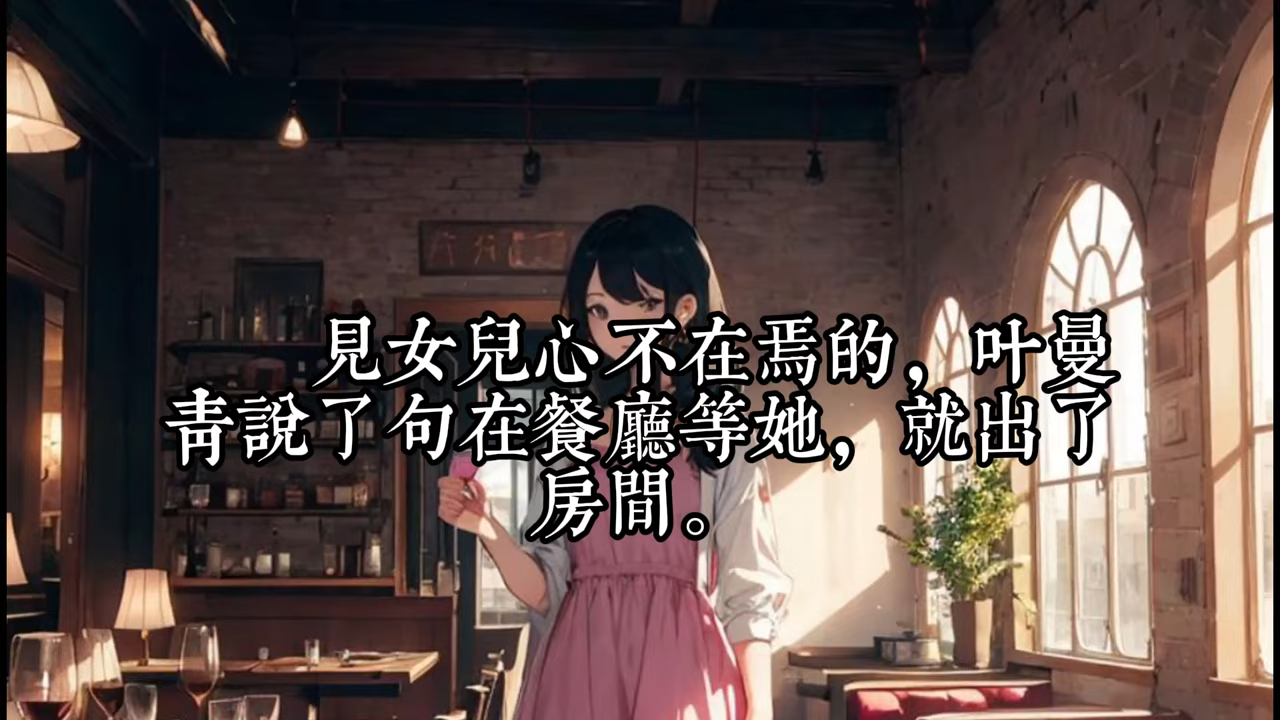 見女兒心不在焉的，叶曼
青說了句在餐廳等她，就出了
房間。